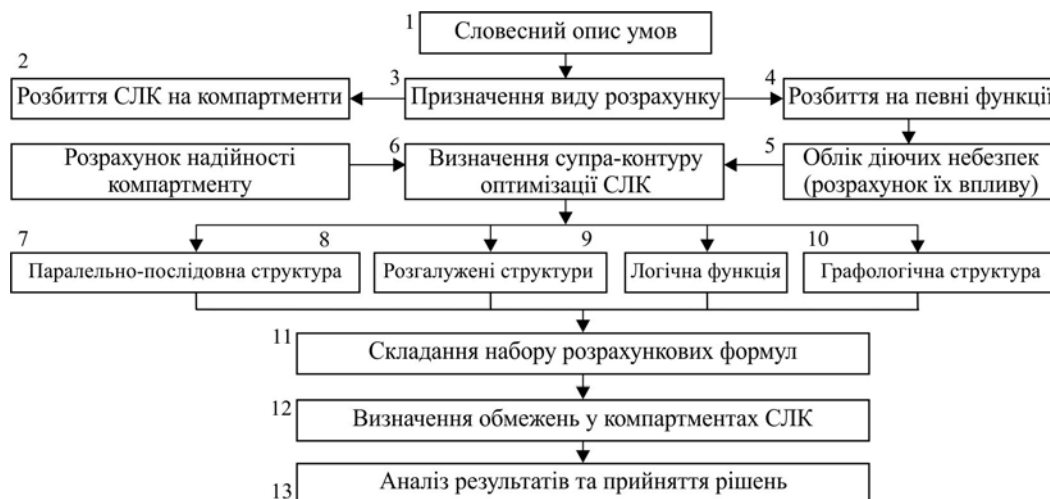 1
Словесний опис умов
2
Розбиття СЛК на компартменти
3
Призначення виду розрахунку
4
Розбиття на певні функції
Розрахунок надійності
компартменту
6
Визначення супра-контуру
оптимізації СЛК
5
Облік діючих небезпек
(розрахунок їх впливу)
7
Паралельно-послідовна структура
8
Розгалужені структури
9
Логічна функція
10
Графологічна структура
11
Складання набору розрахункових формул
12
Визначення обмежень у компартментах СЛК
13
Аналіз результатів та прийняття рішень